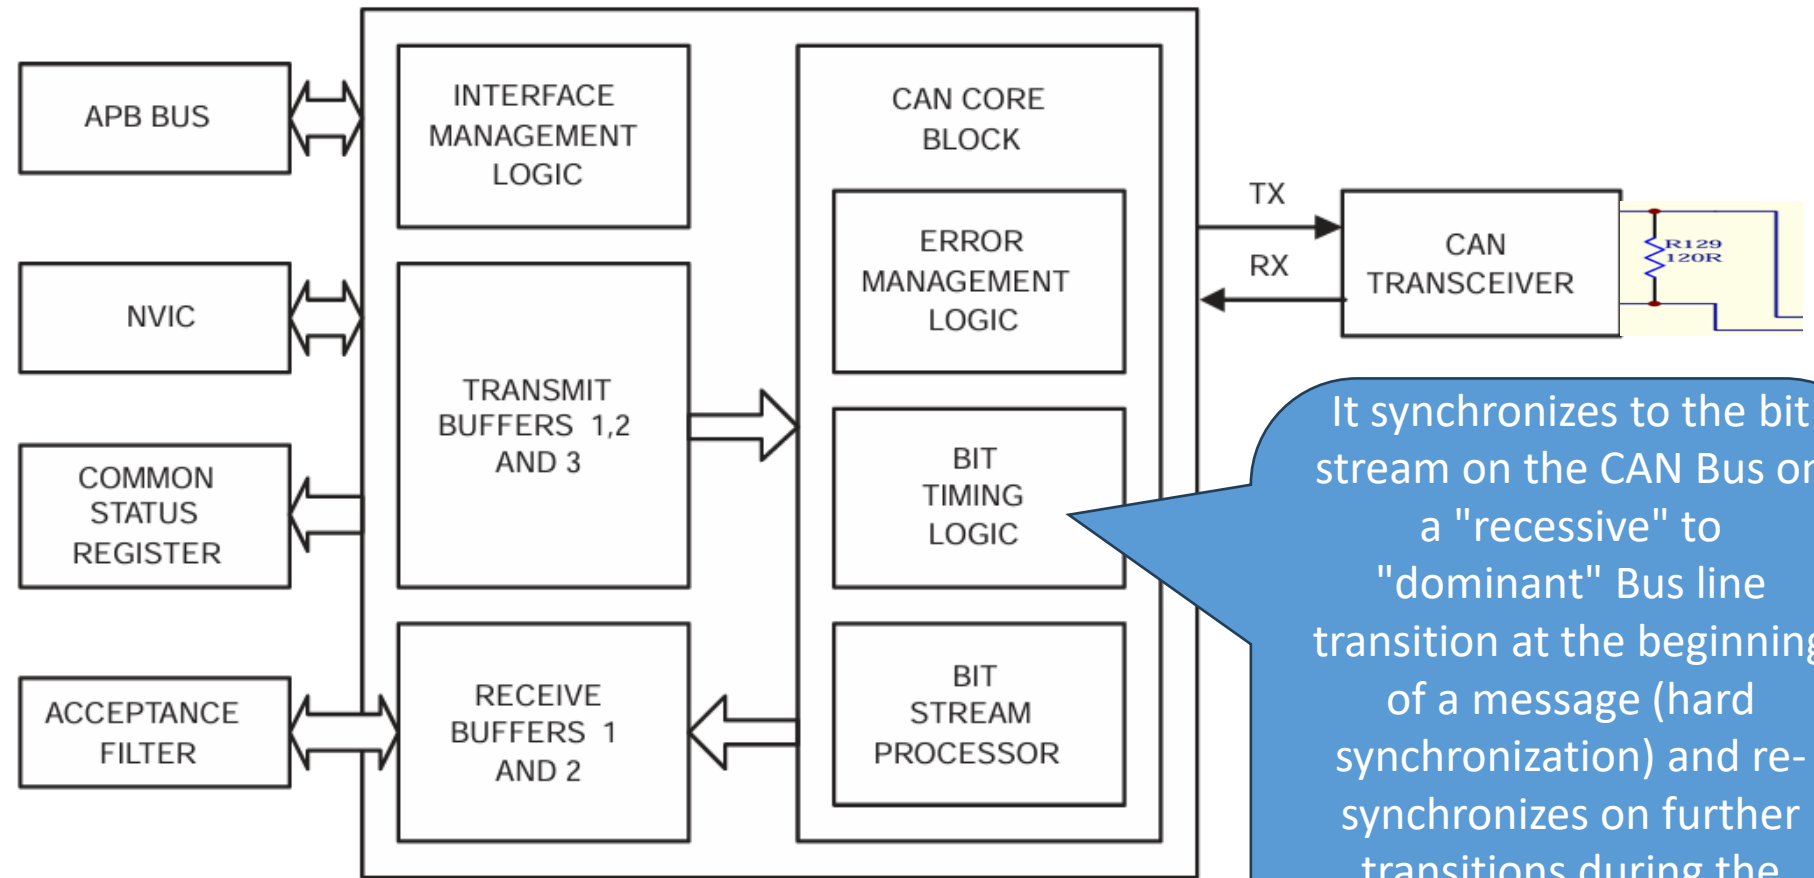 APB BUS
NVIC
COMMON
STATUS
REGISTER
ACCEPTANCE
FILTER
INTERFACE
MANAGEMENT
LOGIC
TRANSMIT
BUFFERS 1,2
AND 3
RECEIVE
BUFFERS 1
AND 2
CAN CORE
BLOCK
ERROR
MANAGEMENT
LOGIC
BIT
TIMING
LOGIC
BIT
STREAM
PROCESSOR
TX
RX
CAN
TRANSCEIVER
R129
120R
It synchronizes to the bit
stream on the CAN Bus on
a "recessive" to
"dominant" Bus line
transition at the beginning
of a message (hard
synchronization) and re-
synchronizes on further
transitions during the